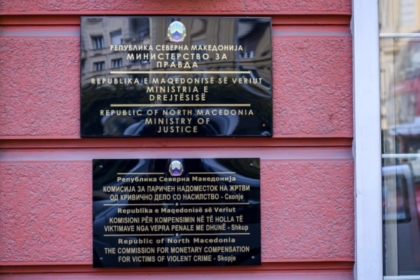 РЕПУБЛИКА СЕВЕРНА МАКЕДОНИЈА
МИНИСТЕРСТВО ЗА
ПРАВДА
REPUBLIKA E MAQEDONISË SË VERIUT
MINISTRIA E
DREJTËSISË
REPUBLIC OF NORTH MACEDONIA
MINISTRY OF
JUSTICE
Република Северна Македонија
КОМИСИЈА ЗА ПАРИЧЕН НАДОМЕСТОК НА ЖРТВИ
ОД КРИВИЧНО ДЕЛО СО НАСИЛСТВО - Скопје
Republika e Maqedonisë së Veriut
KOMISIONI PËR KOMPENSIMIN NË TË HOLLA TË
VIKTIMAVE NGA VEPRA PENALE ME DHUNË - Shkup
Republic of North Macedonia
THE COMMISSION FOR MONETARY COMPENSATION
FOR VICTIMS OF VIOLENT CRIME - Skopje